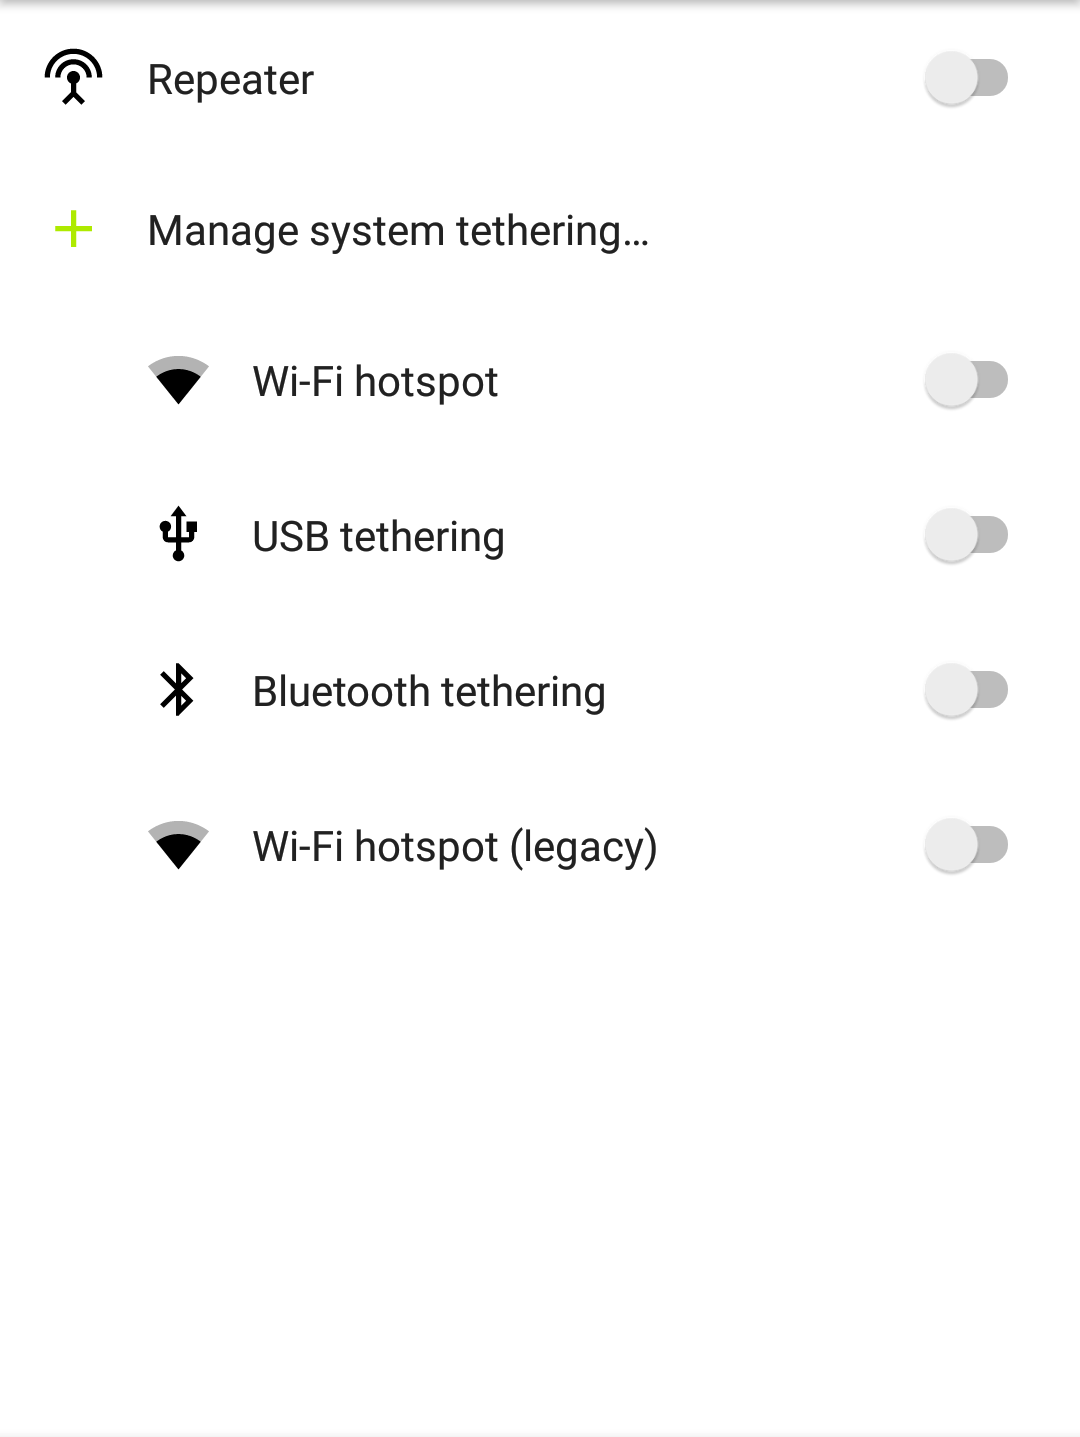 Repeater
Manage system tethering…
Wi-Fi hotspot
USB tethering
Bluetooth tethering
Wi-Fi hotspot (legacy)